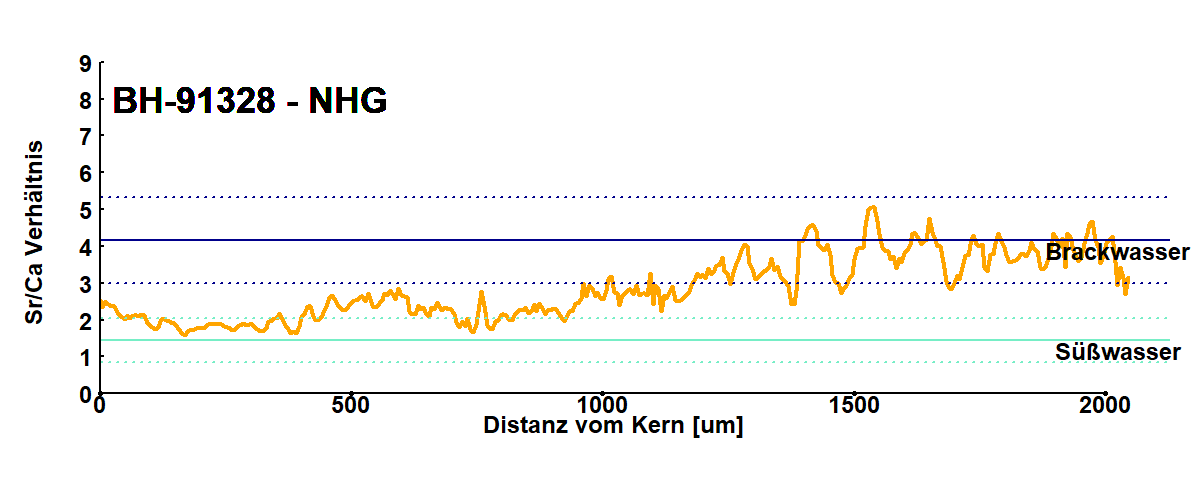 9
BH-91328 - NHG
8
7
6
5
4
3
2
1
0
Sr/Ca Verhältnis
Brackwasser
Süßwasser
0 500 1000 1500 2000
Distanz vom Kern [um]